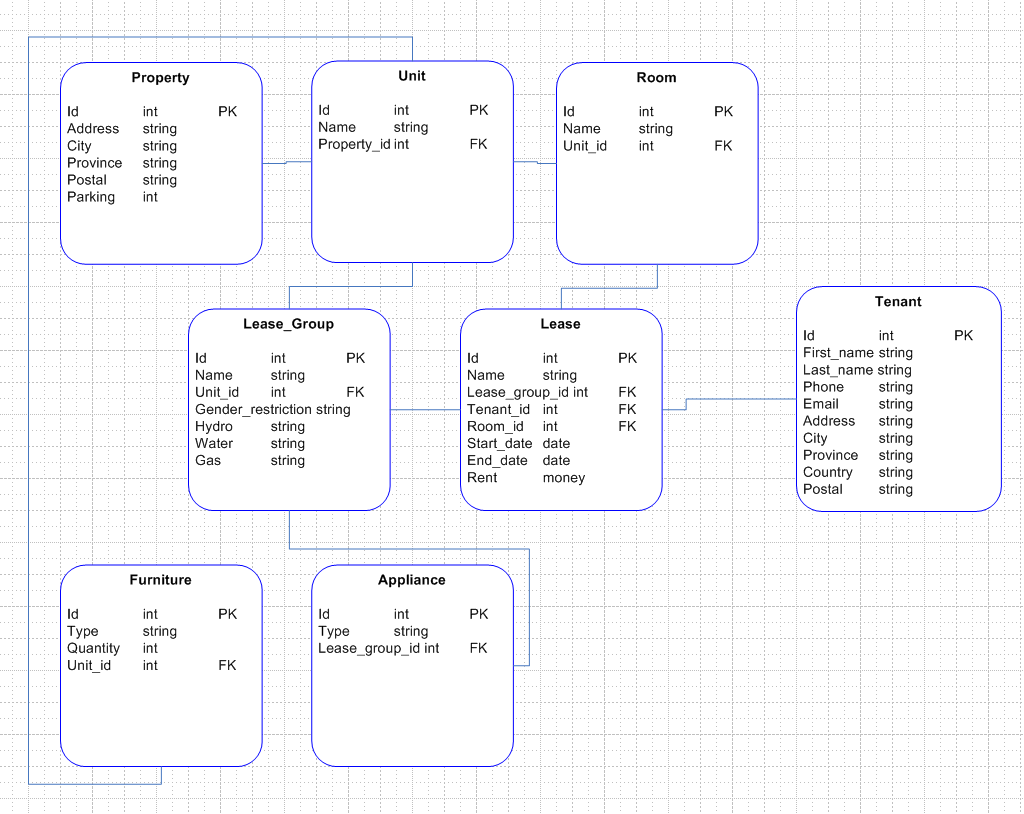 Property
Id int PK
Address string
City string
Province string
Postal string
Parking int
Unit
Id int PK
Name string
Property_id int FK
Room
Id int PK
Name string
Unit_id int FK
Lease_Group
Id int PK
Name string
Unit_id int FK
Gender_restriction string
Hydro string
Water string
Gas string
Lease
Id int PK
Name string
Lease_group_id int FK
Tenant_id int FK
Room_id int FK
Start_date date
End_date date
Rent money
Tenant
Id int PK
First_name string
Last_name string
Phone string
Email string
Address string
City string
Province string
Country string
Postal string
Furniture
Id int PK
Type string
Quantity int
Unit_id int FK
Appliance
Id int PK
Type string
Lease_group_id int FK